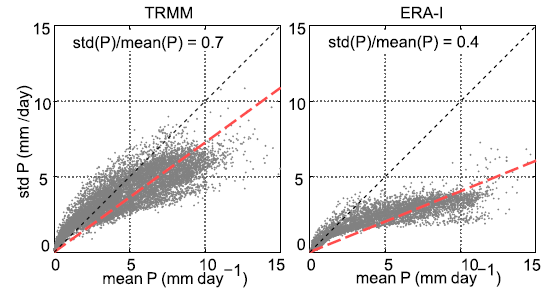 TRMM
std(P)/mean(P) = 0.7
15
10
5
0
std P (mm /day)
0 5 10 15
mean P (mm day−1)
ERA-I
std(P)/mean(P) = 0.4
15
10
5
0
0 5 10 15
mean P (mm day−1)